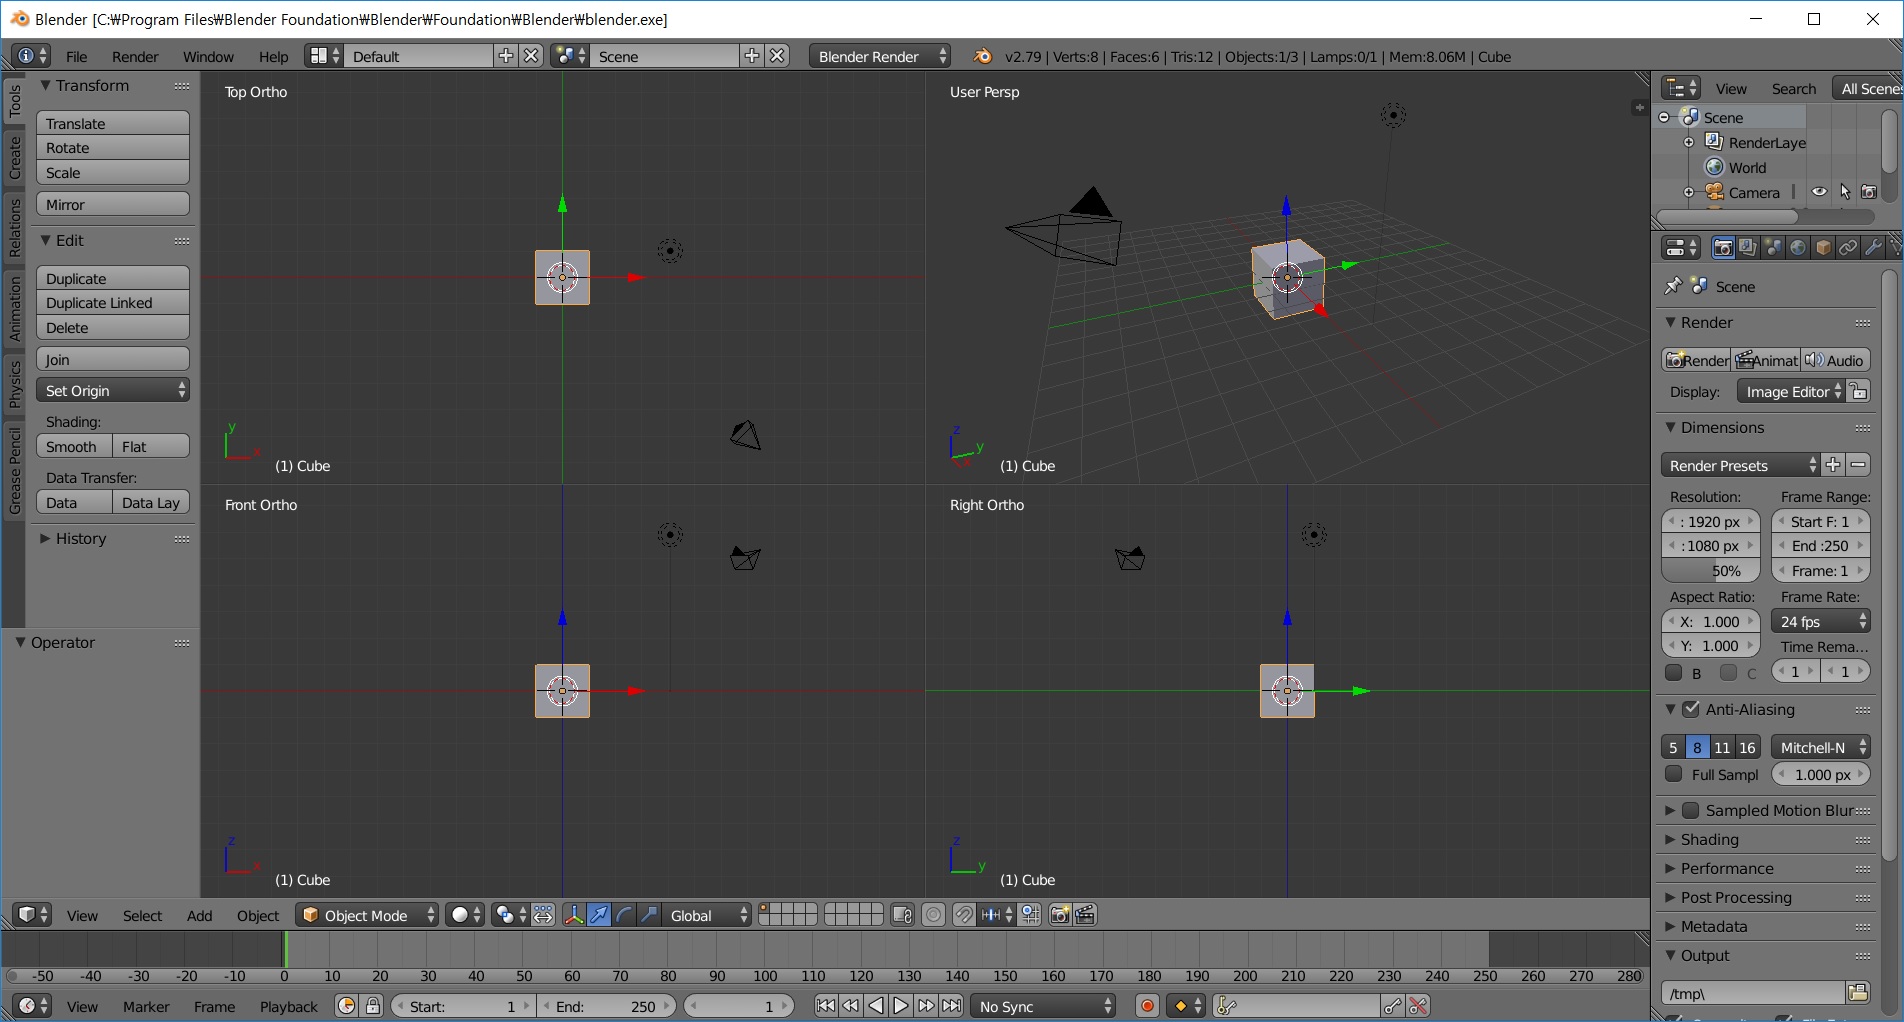 Blender [C:₩Program Files₩Blender Foundation₩Blender₩Foundation₩Blender₩blender.exe]
File Render Window Help Default Scene Blender Render v2.79 | Verts:8 | Faces:6 | Tris:12 | Objects:1/3 | Lamps:0/1 | Mem:8.06M | Cube
Tools
Create
Relations
Animation
Physics
Grease Pencil
Transform
Translate
Rotate
Scale
Mirror
Edit
Duplicate
Duplicate Linked
Delete
Join
Set Origin
Shading:
Smooth Flat
Data Transfer:
Data Data Lay
History
Operator
Top Ortho
y
x
(1) Cube
User Persp
z
y
x
(1) Cube
Front Ortho
z
x
(1) Cube
Right Ortho
z
y
(1) Cube
View Search All Scenes
Scene
RenderLaye
World
Camera
Scene
Render
Render Animat Audio
Display: Image Editor
Dimensions
Render Presets
Resolution: Frame Range:
: 1920 px Start F: 1
:1080 px End :250
50% Frame: 1
Aspect Ratio: Frame Rate:
X: 1.000 24 fps
Y: 1.000 Time Rema...
B C 1 1
Anti-Aliasing
5 8 11 16 Mitchell-N
Full Sampl 1.000 px
Sampled Motion Blur
Shading
Performance
Post Processing
Metadata
Output
/tmp\
View Select Add Object Object Mode Global
-50 -40 -30 -20 -10 0 10 20 30 40 50 60 70 80 90 100 110 120 130 140 150 160 170 180 190 200 210 220 230 240 250 260 270 280
View Marker Frame Playback Start: 1 End: 250 1 No Sync